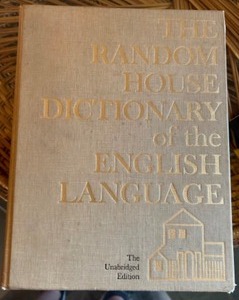 THE
RANDOM
HOUSE
DICTIONARY
of the
ENGLISH
LANGUAGE
The
Unabridged
Edition